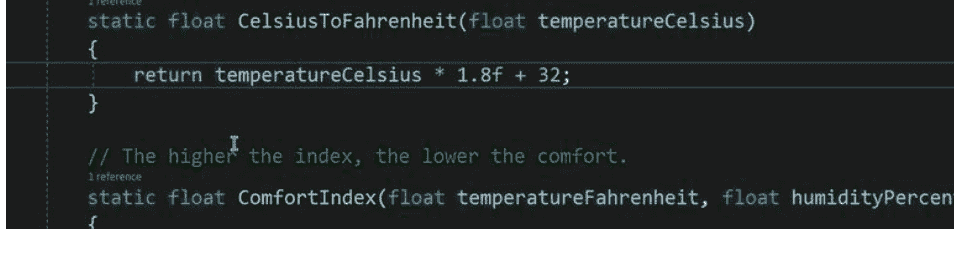 1 reference
static float CelsiusToFahrenheit(float temperatureCelsius)
{
return temperatureCelsius * 1.8f + 32;
}
// The higher the index, the lower the comfort.
1 reference
static float ComfortIndex(float temperatureFahrenheit, float humidityPercen
{